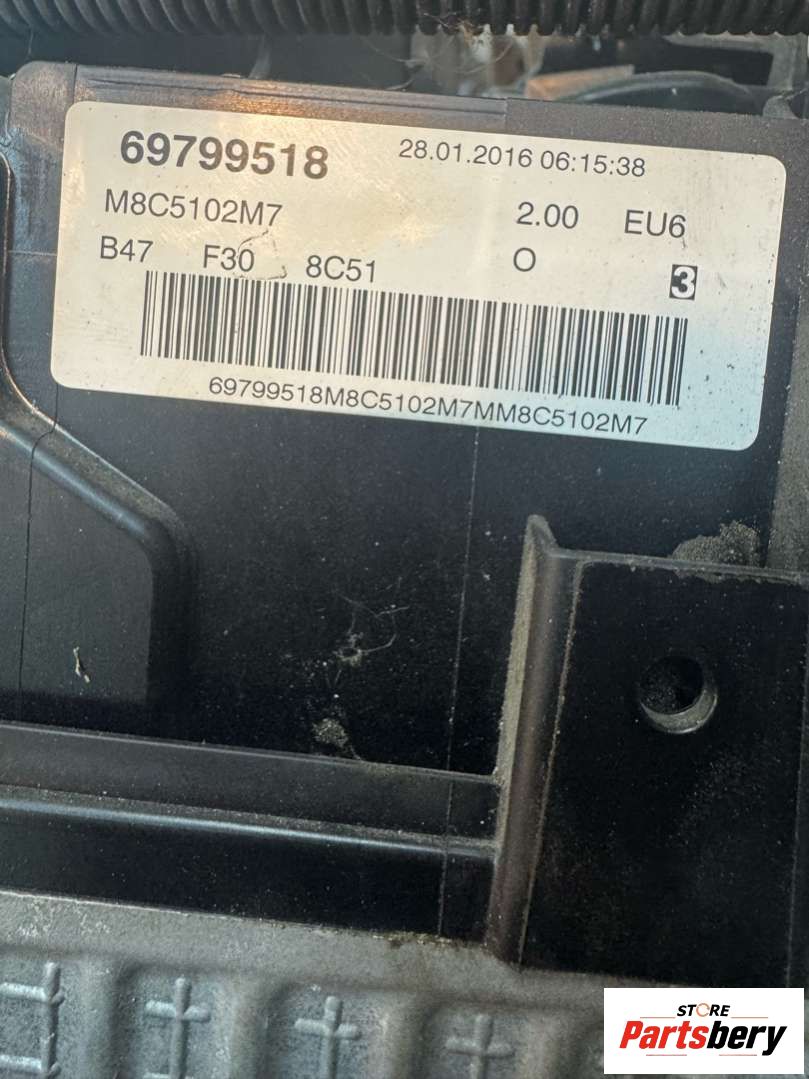 69799518 28.01.2016 06:15:38
M8C5102M7 2.00 EU6
B47 F30 8C51 O 3
69799518M8C5102M7MM8C5102M7
STORE
Partsbery